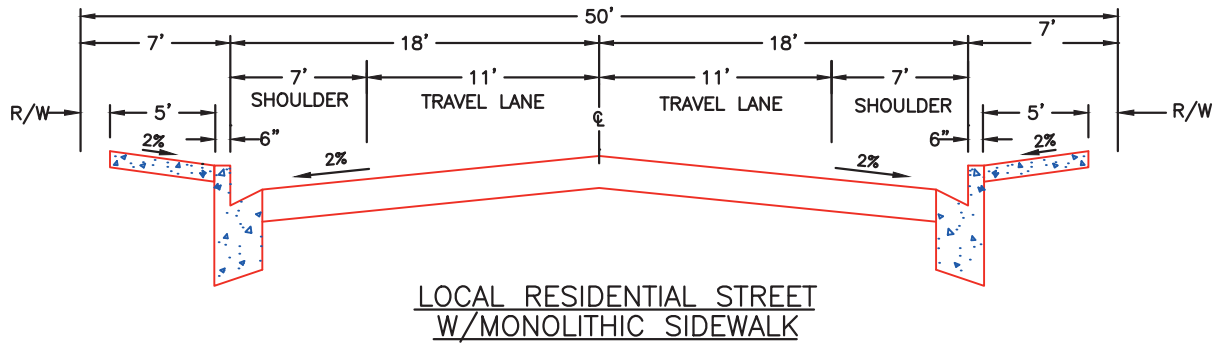 50'
7' 18' 18' 7'
7' 11' 11' 7'
SHOULDER TRAVEL LANE TRAVEL LANE SHOULDER
R/W 5' 6" ℄ 6" 5' R/W
2% 2% 2% 2%
LOCAL RESIDENTIAL STREET
W/MONOLITHIC SIDEWALK